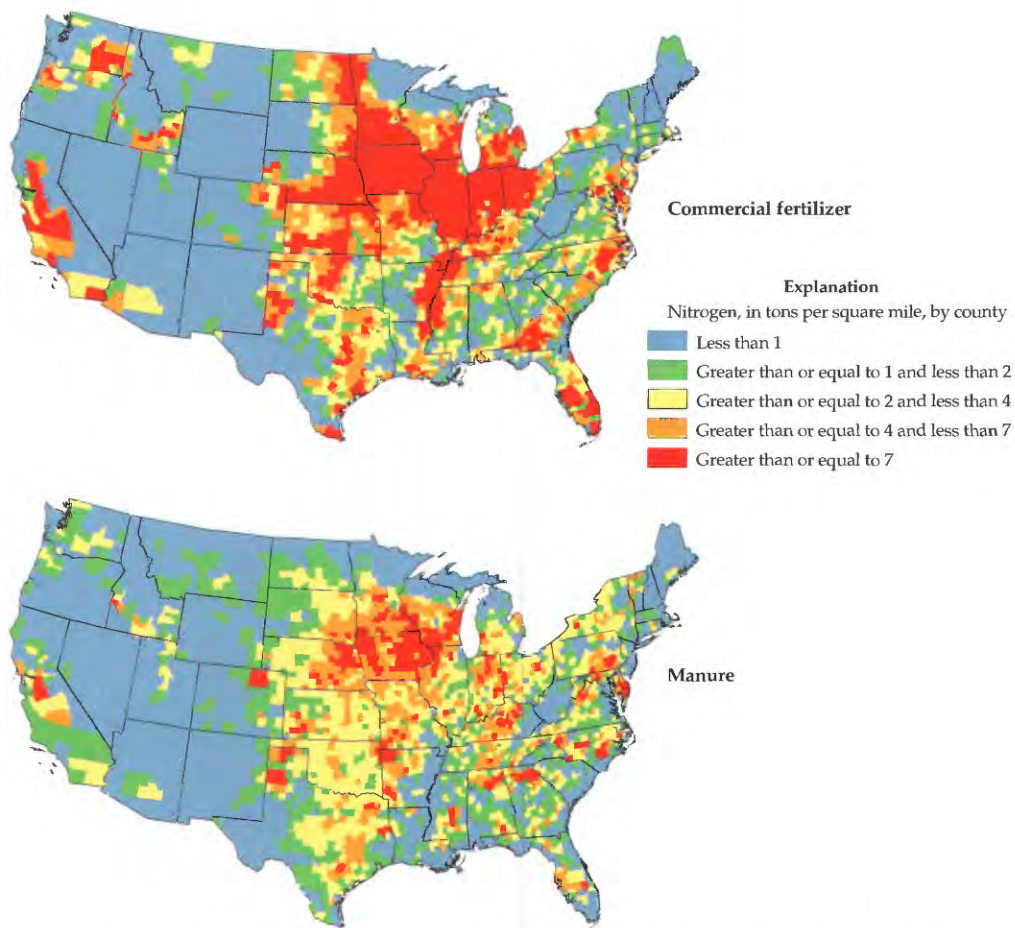 Commercial fertilizer
Explanation
Nitrogen, in tons per square mile, by county
Less than 1
Greater than or equal to 1 and less than 2
Greater than or equal to 2 and less than 4
Greater than or equal to 4 and less than 7
Greater than or equal to 7
Manure